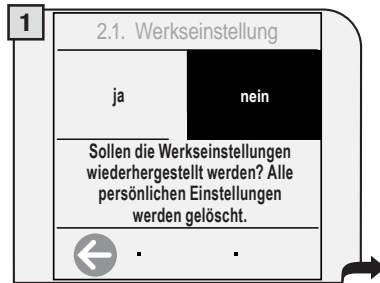 1
2.1. Werkseinstellung
ja
nein
Sollen die Werkseinstellungen
wiederhergestellt werden? Alle
persönlichen Einstellungen
werden gelöscht.